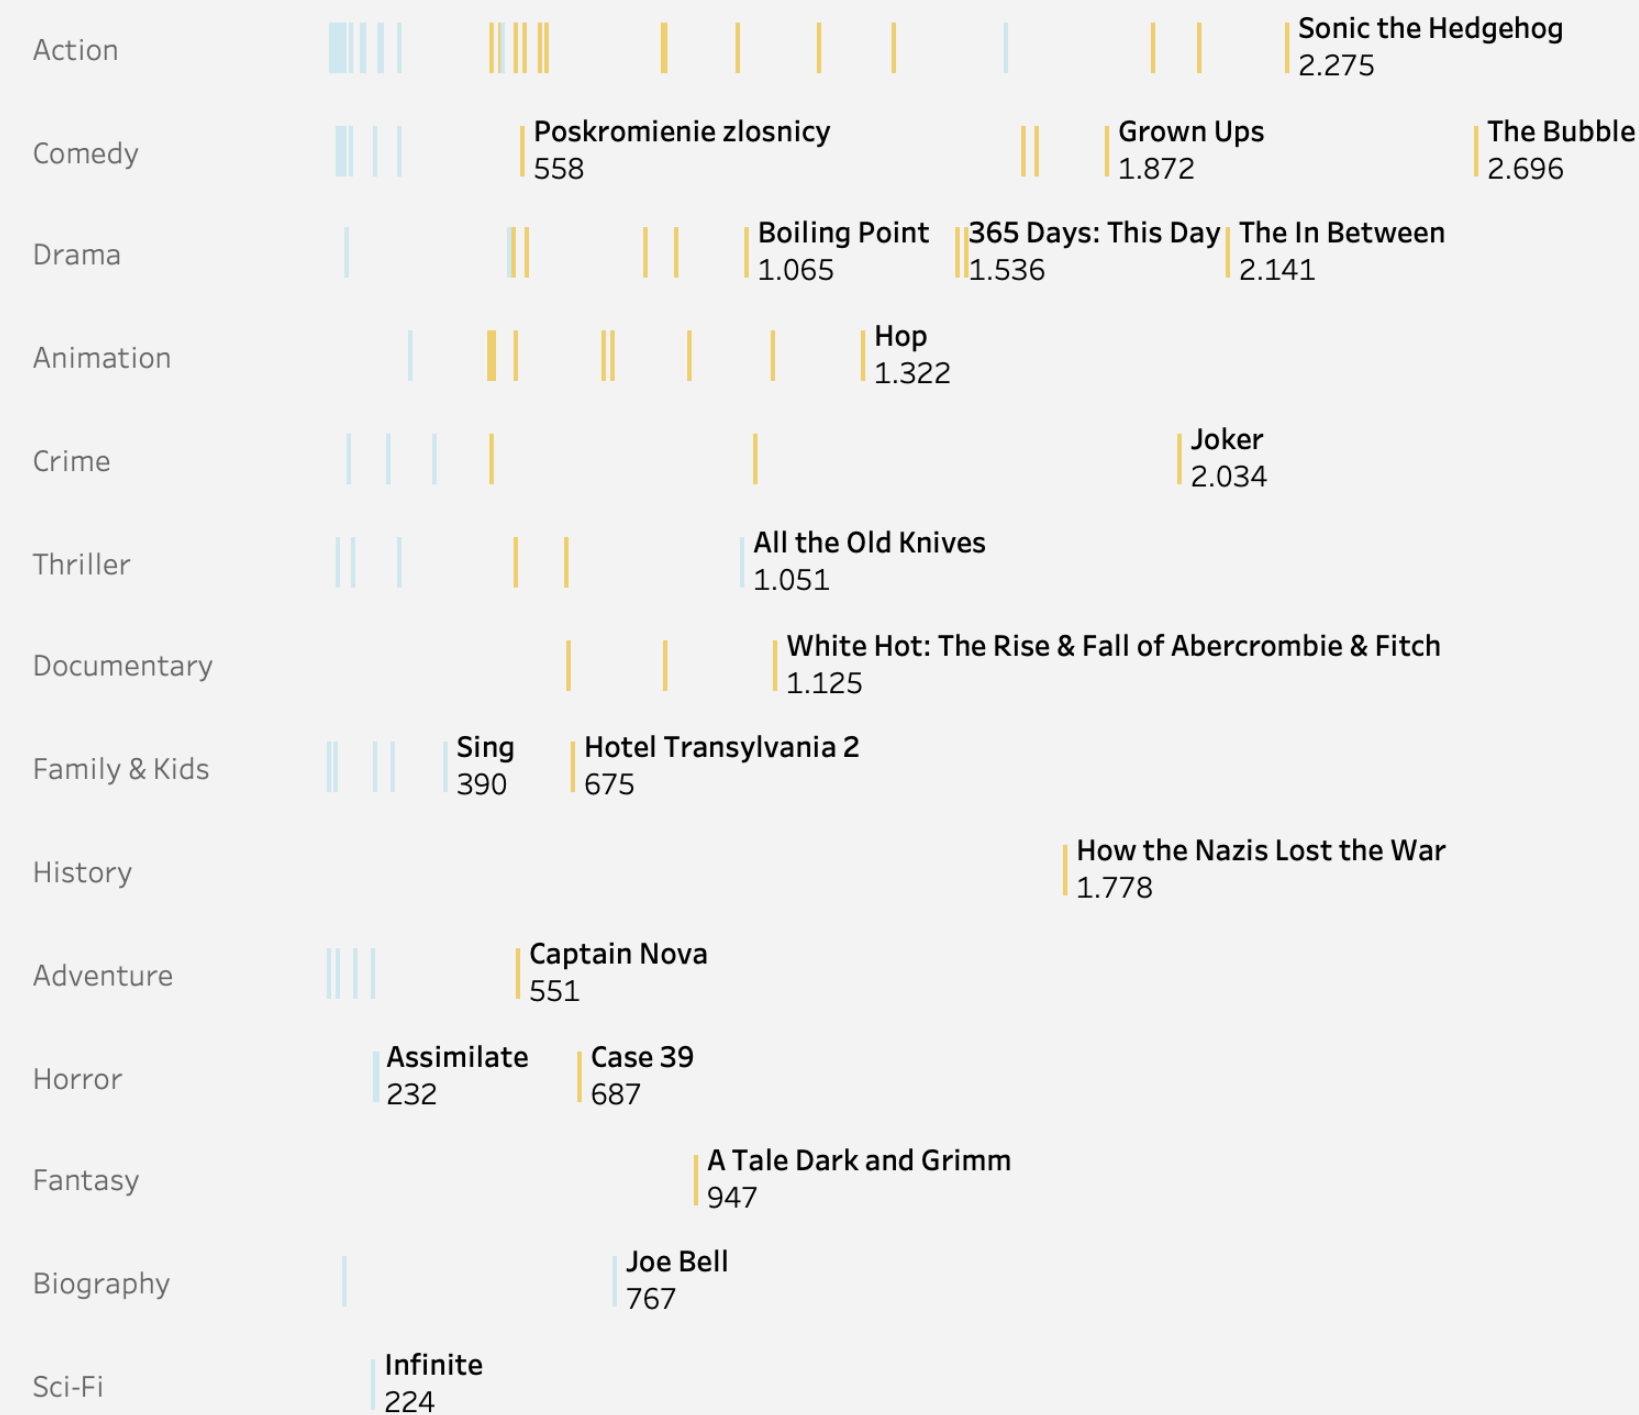 Action
Sonic the Hedgehog
2.275
Comedy
Poskromienie zlosnicy
558
Grown Ups
1.872
The Bubble
2.696
Drama
Boiling Point
1.065
365 Days: This Day
1.536
The In Between
2.141
Animation
Hop
1.322
Crime
Joker
2.034
Thriller
All the Old Knives
1.051
Documentary
White Hot: The Rise & Fall of Abercrombie & Fitch
1.125
Family & Kids
Sing
390
Hotel Transylvania 2
675
History
How the Nazis Lost the War
1.778
Adventure
Captain Nova
551
Horror
Assimilate
232
Case 39
687
Fantasy
A Tale Dark and Grimm
947
Biography
Joe Bell
767
Sci-Fi
Infinite
224